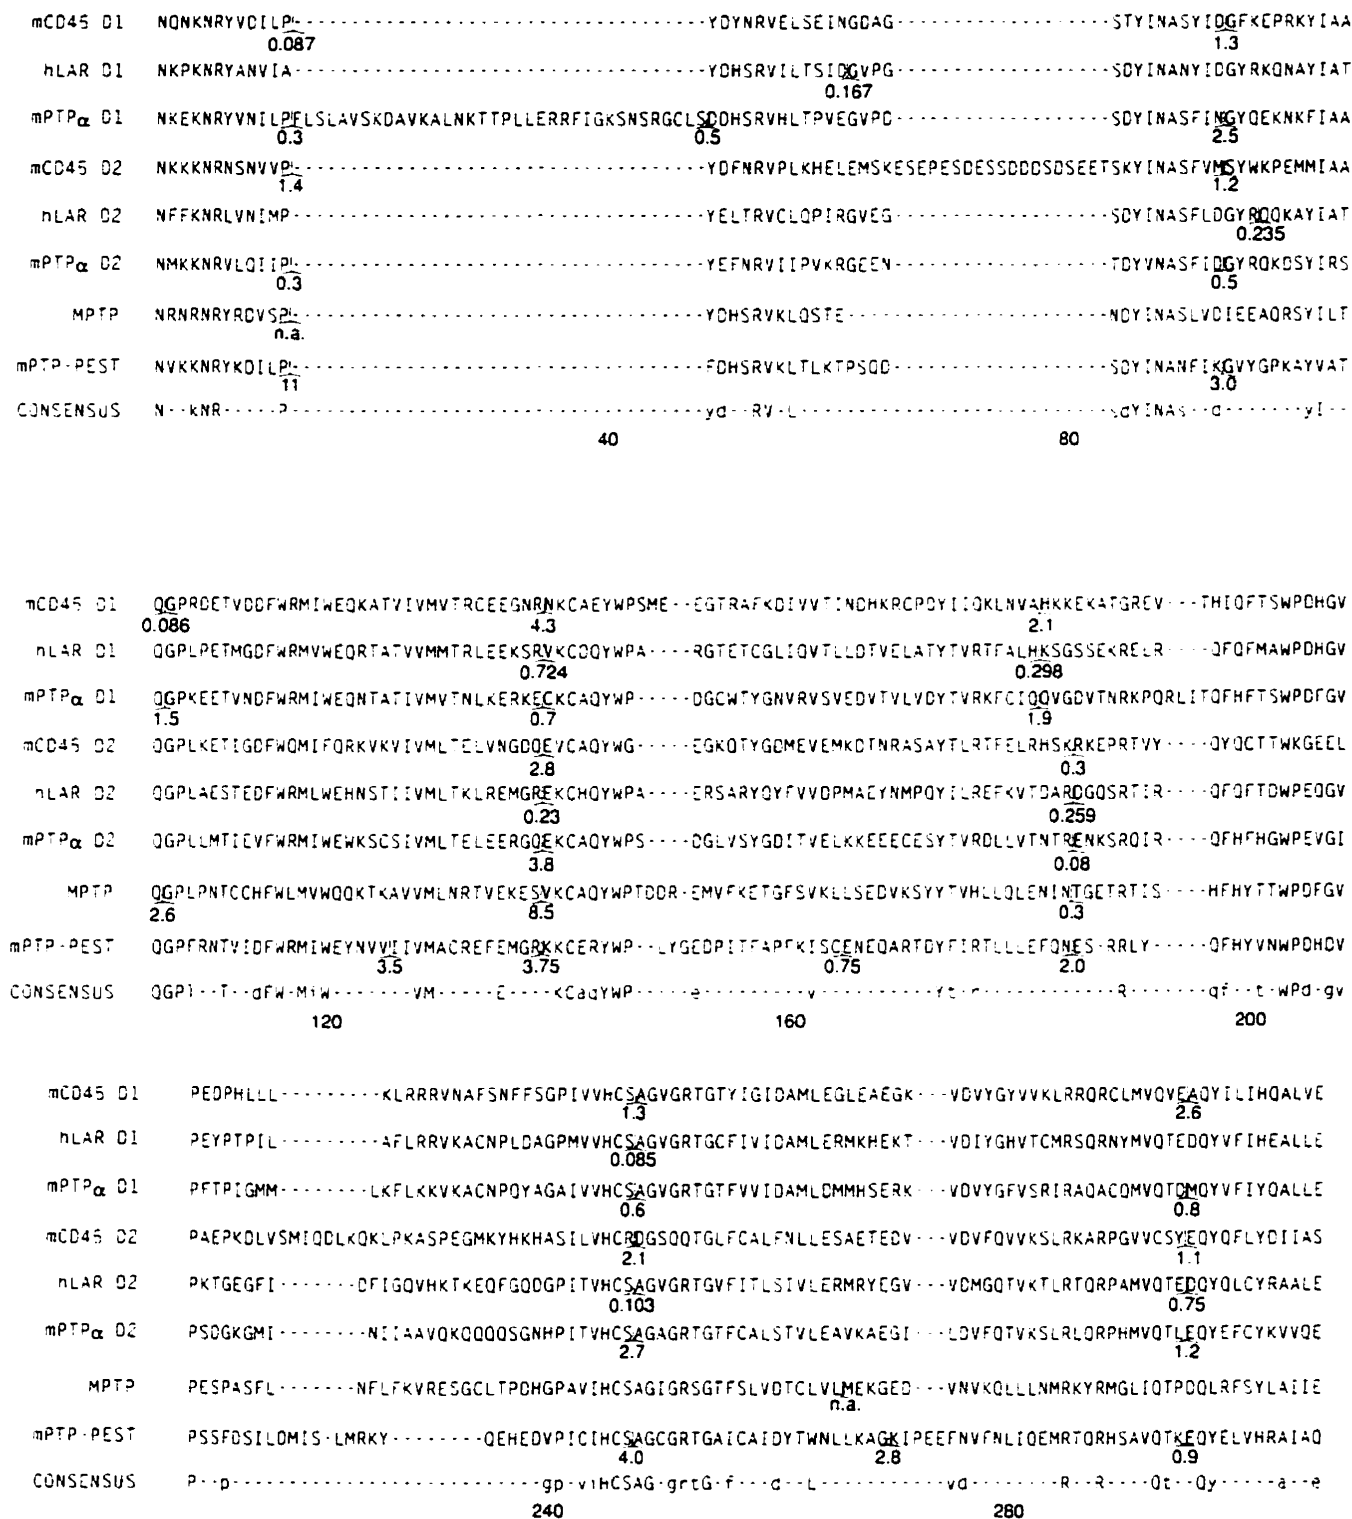 mCD45 D1 NQNKNRYVDILPL-----------------------------------YDYNRVELSEINGDAG-------------------STYINASYIDGFKEPRKYIAA
0.087 1.3
hLAR D1 NKPKNRYANVIA------------------------------------YDHSRVILTSIDGVPG-------------------SDYINANYIDGYRKQNAYIAT
0.167
mPTPα D1 NKEKNRYVNILPFLSLAVSKDAVKALNKTTPLLERRFIGKSNSRGCLSDDHSRVHLTPVEGVPD-------------------SDYINASFINGYQEKNKFIAA
0.3 0.5 2.5
mCD45 D2 NKKKNRNSNVVPL-----------------------------------YDFNRVPLKHELEMSKESEPESDESSDDDSDSEETSKYINASFVMSYWKPEMMIAA
1.4 1.2
hLAR D2 NFFKNRLVNIMP------------------------------------YELTRVCLQPIRGVEG-------------------SDYINASFLDGYRQQKAYIAT
0.235
mPTPα D2 NMKKNRVLQIIPL-----------------------------------YEFNRVIIPVKRGEEN-------------------TDYVNASFIDGYRQKDSYIRS
0.3 0.5
MPTP NRNRNRYRDVSPL-----------------------------------YDHSRVKLQSTE-----------------------NDYINASLVDIEEAQRSYILT
n.a.
mPTP-PEST NVKKNRYKDILPL-----------------------------------FDHSRVKLTLKTPSQD-------------------SDYINANFIKGVYGPKAYVAT
11 3.0
CONSENSUS N--kNR-----P------------------------------------yd--RV-L---------------------------sdYINAs--d-------yI--
40 80
mCD45 D1 QGPRDETVDDFWRMIWEQKATVIVMVTRCEEGNRNKCAEYWPSME--EGTRAFKDIVVTINDHKRCPDYIIQKLNVAHKKEKATGREV---THIQFTSWPDHGV
0.086 4.3 2.1
hLAR D1 QGPLPETMGDFWRMVWEQRTATVVMMTRLEEKSRVKCDQYWPA----RGTETCGLIQVTLLDTVELATYTVRTFALHKSGSSEKRELR----QFQFMAWPDHGV
0.724 0.298
mPTPα D1 QGPKEETVNDFWRMIWEQNTATIVMVTNLKERKECKCAQYWP-----DGCWTYGNVRVSVEDVTVLVDYTVRKFCIQQVGDVTNRKPQRLITQFHFTSWPDFGV
1.5 0.7 1.9
mCD45 D2 QGPLKETIGDFWQMIFQRKVKVIVMLTELVNGDQEVCAQYWG-----EGKQTYGDMEVEMKDTNRASAYTLRTFELRHSKRKEPRTVY----QYQCTTWKGEEL
2.8 0.3
hLAR D2 QGPLAESTEDFWRMLWEHNSTIIVMLTKLREMGREKCHQYWPA----ERSARYQYFVVDPMAEYNMPQYILREFKVTDARDGQSRTIR----QFQFTDWPEQGV
0.23 0.259
mPTPα D2 QGPLLMTIEVFWRMIWEWKSCSIVMLTELEERGQEKCAQYWPS----DGLVSYGDITVELKKEEECESYTVRDLLVTNTRENKSRQIR----QFHFHGWPEVGI
3.8 0.08
MPTP QGPLPNTCCHFWLMVWQQKTKAVVMLNRTVEKESVKCAQYWPTDDR-EMVFKETGFSVKLLSEDVKSYYTVHLLQLENINTGETRTIS----HFHYTTWPDFGV
2.6 8.5 0.3
mPTP-PEST QGPFRNTVIDFWRMIWEYNVVIIVMACREFEMGRKKCERYWP--LYGEDPITFAPFKISCENEQARTDYFIRTLLLEFQNES-RRLY-----QFHYVNWPDHDV
3.5 3.75 0.75 2.0
CONSENSUS QGPl--T--dFW-MiW-------VM-----E----KCaqYWP-----e---------v-----------Yt-r------------R--------qf--t-wPd-gv
120 160 200
mCD45 D1 PEDPHLLL---------KLRRRVNAFSNFFSGPIVVHCSAGVGRTGTYIGIDAMLEGLEAEGK---VDVYGYVVKLRRQRCLMVQVEAQYILIHQALVE
1.3 2.6
hLAR D1 PEYPTPIL---------AFLRRVKACNPLDAGPMVVHCSAGVGRTGCFIVIDAMLERMKHEKT---VDIYGHVTCMRSQRNYMVQTEDQYVFIHEALLE
0.085
mPTPα D1 PFTPIGMM--------LKFLKKVKACNPQYAGAIVVHCSAGVGRTGTFVVIDAMLDMMHSERK---VDVYGFVSRIRAQACQMVQTDMQYVFIYQALLE
0.6 0.8
mCD45 D2 PAEPKDLVSMIQDLKQKLPKASPEGMKYHKHASILVHCRDGSQQTGLFCALFNLLESAETEDV---VDVFQVVKSLRKARPGVVCSYEQYQFLYDIIAS
2.1 1.1
hLAR D2 PKTGEGFI-------DFIGQVHKTKEQFGQDGPITVHCSAGVGRTGVFITLSIVLERMRYEGV---VDMGQTVKTLRTQRPAMVQTEDQYQLCYRAALE
0.103 0.75
mPTPα D2 PSDGKGMI--------NIIAAVQKQQQQSGNHPITVHCSAGAGRTGTFCALSTVLEAVKAEGI---LDVFQTVKSLRLQRPHMVQTLEQYEFCYKVVQE
2.7 1.2
MPTP PESPASFL-------NFLFKVRESGCLTPDHGPAVIHCSAGIGRSGTFSLVDTCLVLMEKGED---VNVKQLLLNMRKYRMGLIQTPDQLRFSYLAIIE
n.a.
mPTP-PEST PSSFDSILDMIS-LMRKY--------QEHEDVPICIHCSAGCGRTGAICAIDYTWNLLKAGKIPEEFNVFNLIQEMRTQRHSAVQTKEQYELVHRAIAQ
4.0 2.8 0.9
CONSENSUS P--p---------------------------gp-viHCSAG-grtG-f---d--L-----------vd--------R--R----Qt--Qy-----a--e
240 280